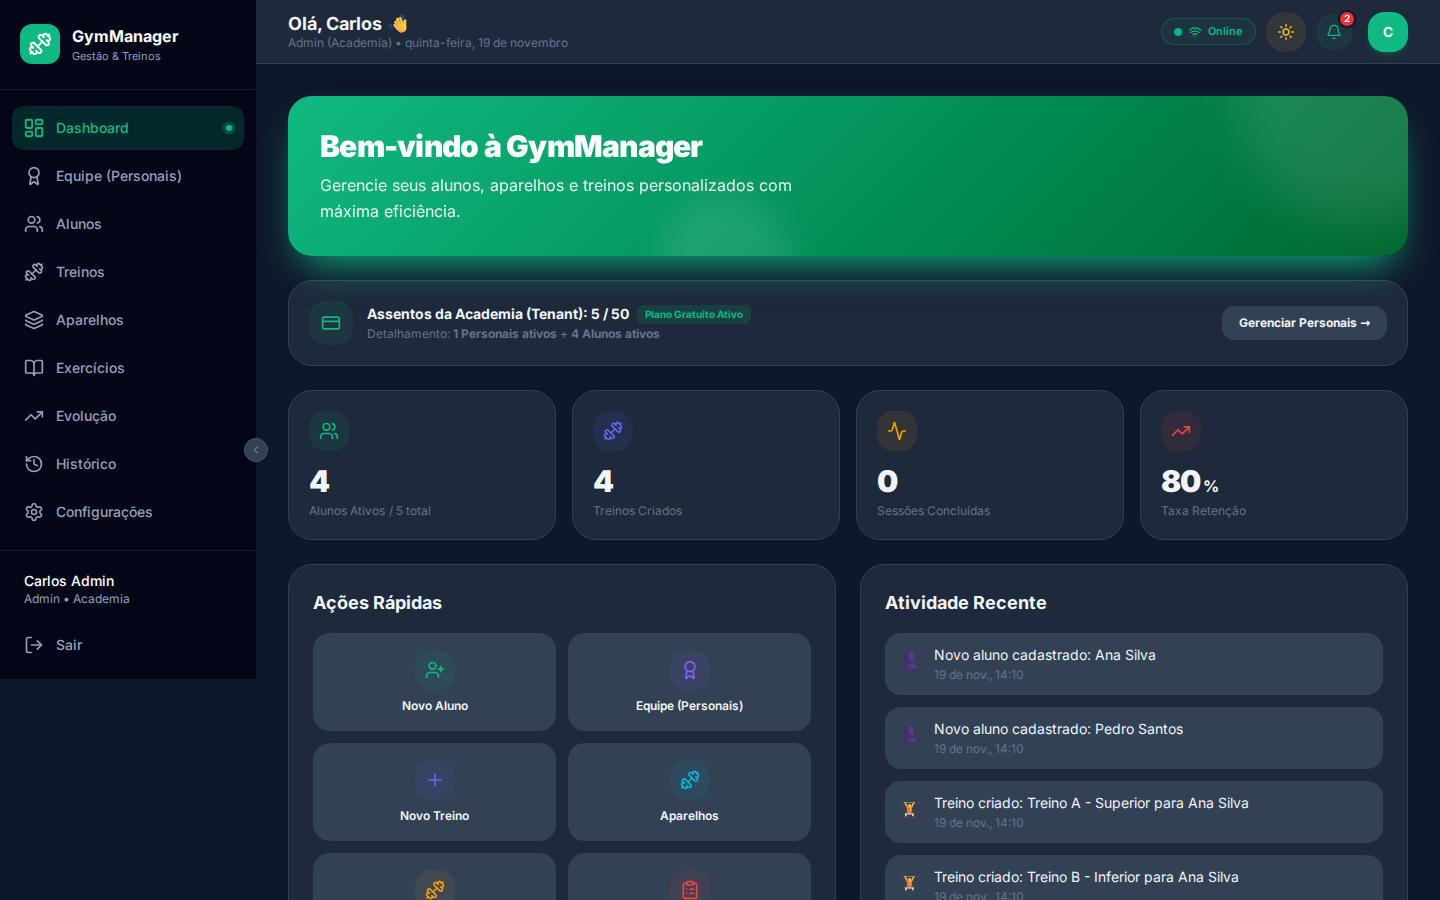 GymManager
Gestão & Treinos
Dashboard
Equipe (Personais)
Alunos
Treinos
Aparelhos
Exercícios
Evolução
Histórico
Configurações
Carlos Admin
Admin • Academia
Sair
Olá, Carlos 👋
Admin (Academia) • quinta-feira, 19 de novembro
Online
2
C
Bem-vindo à GymManager
Gerencie seus alunos, aparelhos e treinos personalizados com
máxima eficiência.
Assentos da Academia (Tenant): 5 / 50 Plano Gratuito Ativo
Detalhamento: 1 Personais ativos + 4 Alunos ativos
Gerenciar Personais →
4
Alunos Ativos / 5 total
4
Treinos Criados
0
Sessões Concluídas
80%
Taxa Retenção
Ações Rápidas
Novo Aluno
Equipe (Personais)
Novo Treino
Aparelhos
Atividade Recente
Novo aluno cadastrado: Ana Silva
19 de nov., 14:10
Novo aluno cadastrado: Pedro Santos
19 de nov., 14:10
Treino criado: Treino A - Superior para Ana Silva
19 de nov., 14:10
Treino criado: Treino B - Inferior para Ana Silva
19 de nov., 14:10